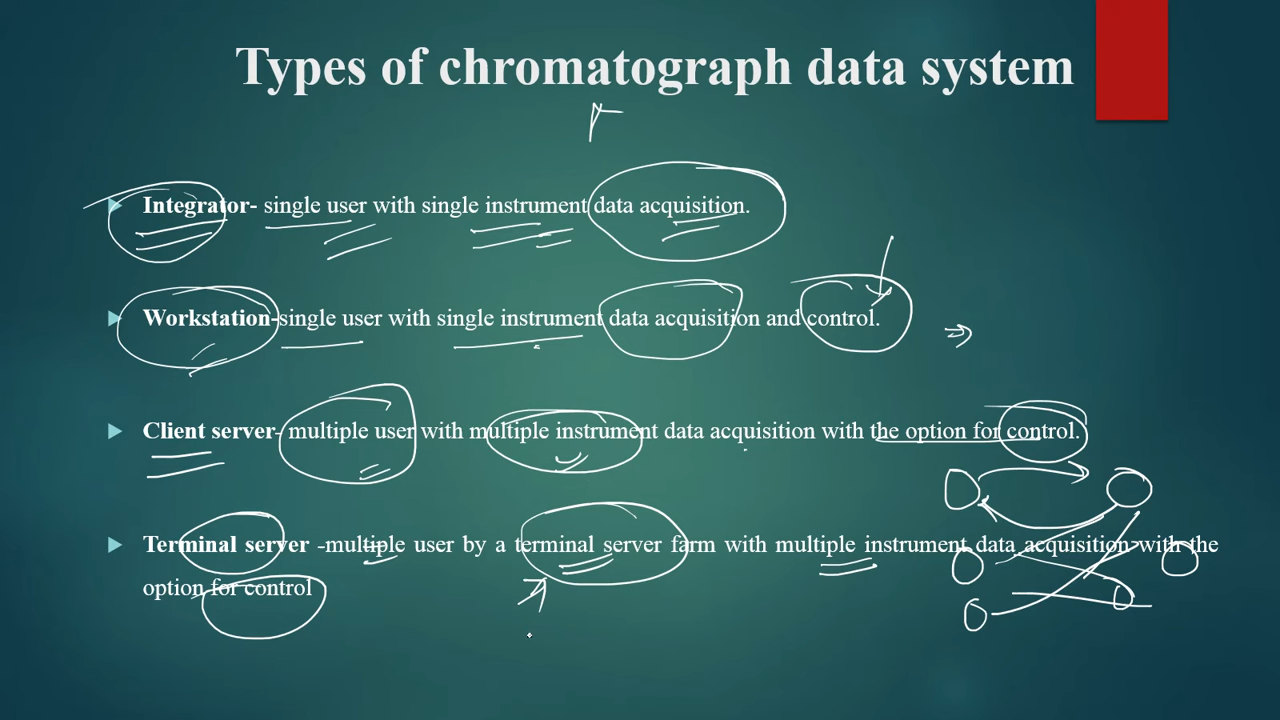 Types of chromatograph data system
Integrator- single user with single instrument data acquisition.
Workstation-single user with single instrument data acquisition and control.
Client server- multiple user with multiple instrument data acquisition with the option for control.
Terminal server -multiple user by a terminal server farm with multiple instrument data acquisition with the
option for control